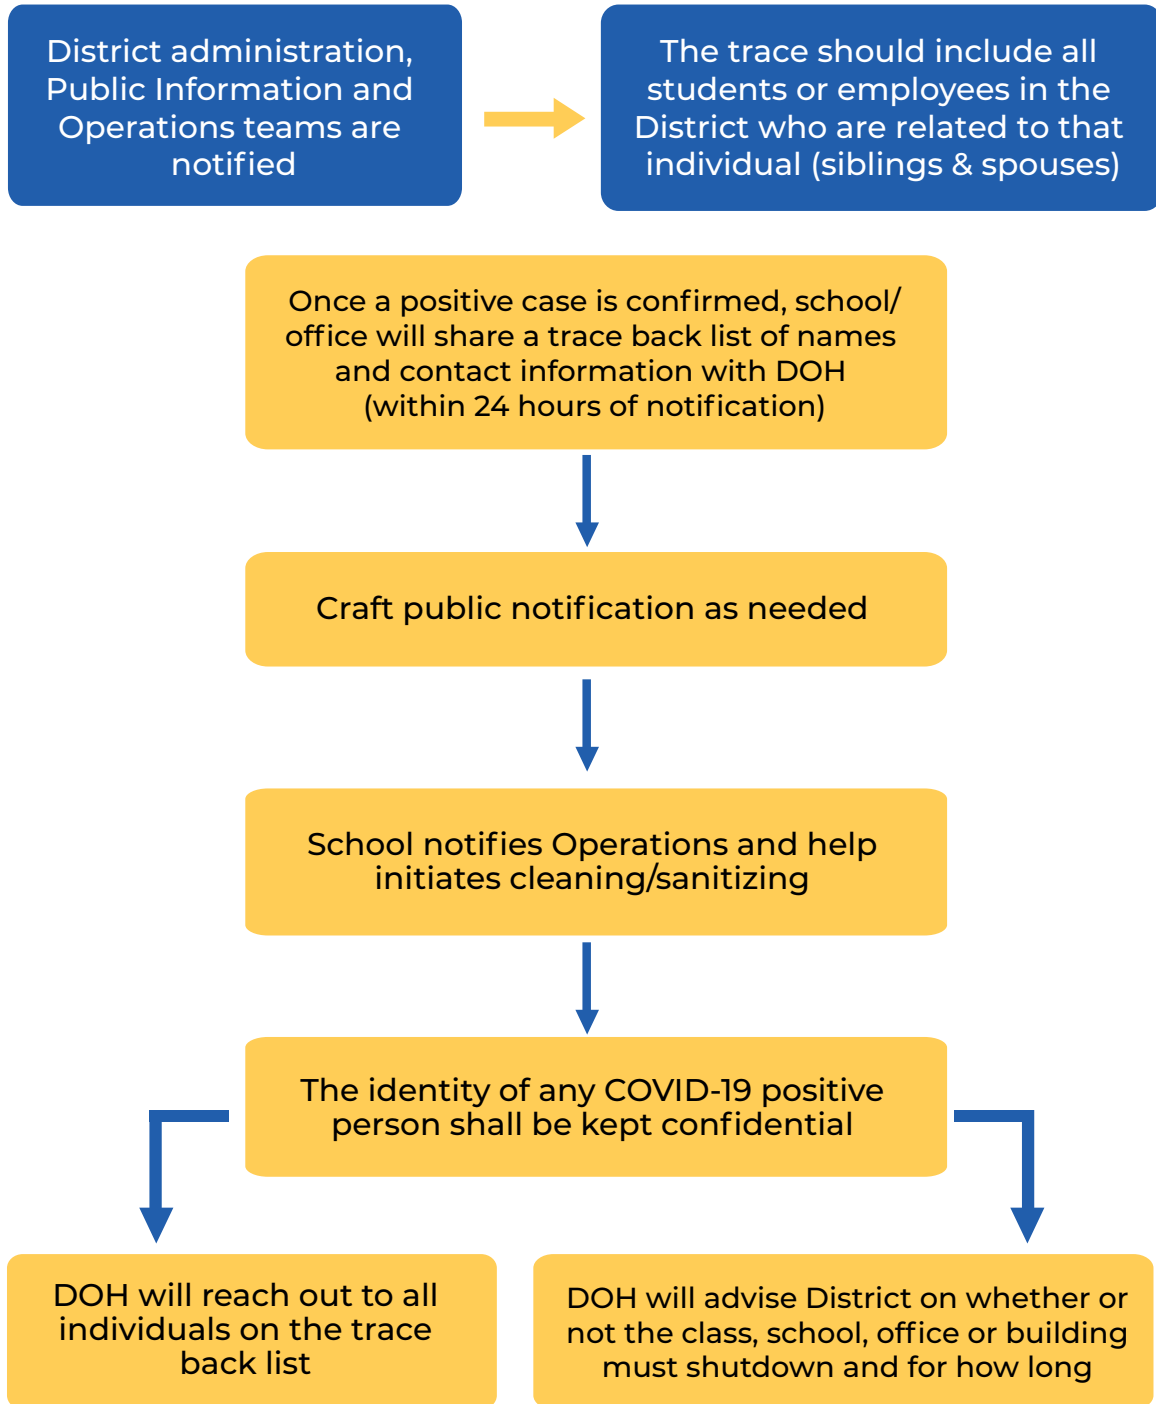 District administration,
Public Information and
Operations teams are
notified
The trace should include all
students or employees in the
District who are related to that
individual (siblings & spouses)
Once a positive case is confirmed, school/
office will share a trace back list of names
and contact information with DOH
(within 24 hours of notification)
Craft public notification as needed
School notifies Operations and help
initiates cleaning/sanitizing
The identity of any COVID-19 positive
person shall be kept confidential
DOH will reach out to all
individuals on the trace
back list
DOH will advise District on whether or
not the class, school, office or building
must shutdown and for how long